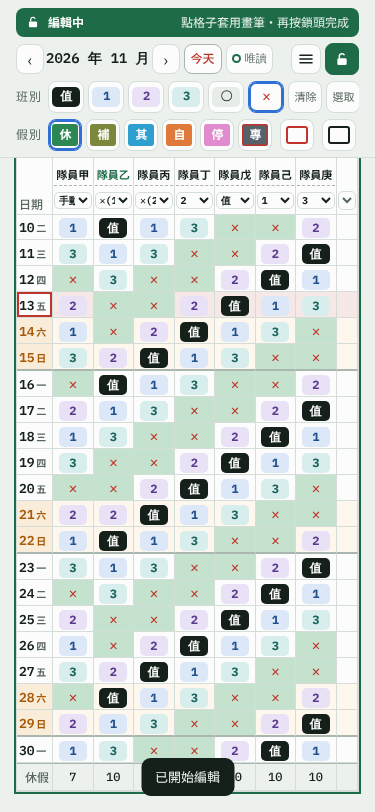 編輯中 點格子套用畫筆・再按鎖頭完成
‹ 2026 年 11 月 › 今天 唯讀
班別 值 1 2 3 〇 × 清除 選取
假別 休 補 其 自 停 專
日期 隊員甲 隊員乙 隊員丙 隊員丁 隊員戊 隊員己 隊員庚
2 值 1 3
10 二 1 值 1 3 × × 2
11 三 3 1 3 × × 2 值
12 四 × 3 × × 2 值 1
13 五 2 × × 2 值 1 3
14 六 1 × 2 值 1 3 ×
15 日 3 2 值 1 3 × ×
16 一 × 值 1 3 × × 2
17 二 2 1 3 × × 2 值
18 三 1 3 × × 2 值 1
19 四 3 × × 2 值 1 3
20 五 × × 2 值 1 3 ×
21 六 2 2 值 1 3 × ×
22 日 1 值 1 3 × × 2
23 一 3 1 3 × × 2 值
24 二 × 3 × × 2 值 1
25 三 2 × × 2 值 1 3
26 四 1 × 2 值 1 3 ×
27 五 3 2 值 1 3 × ×
28 六 × 值 1 3 × × 2
29 日 2 1 3 × × 2 值
30 一 1 3 × × 2 值 1
休假 7 10 10 10
已開始編輯